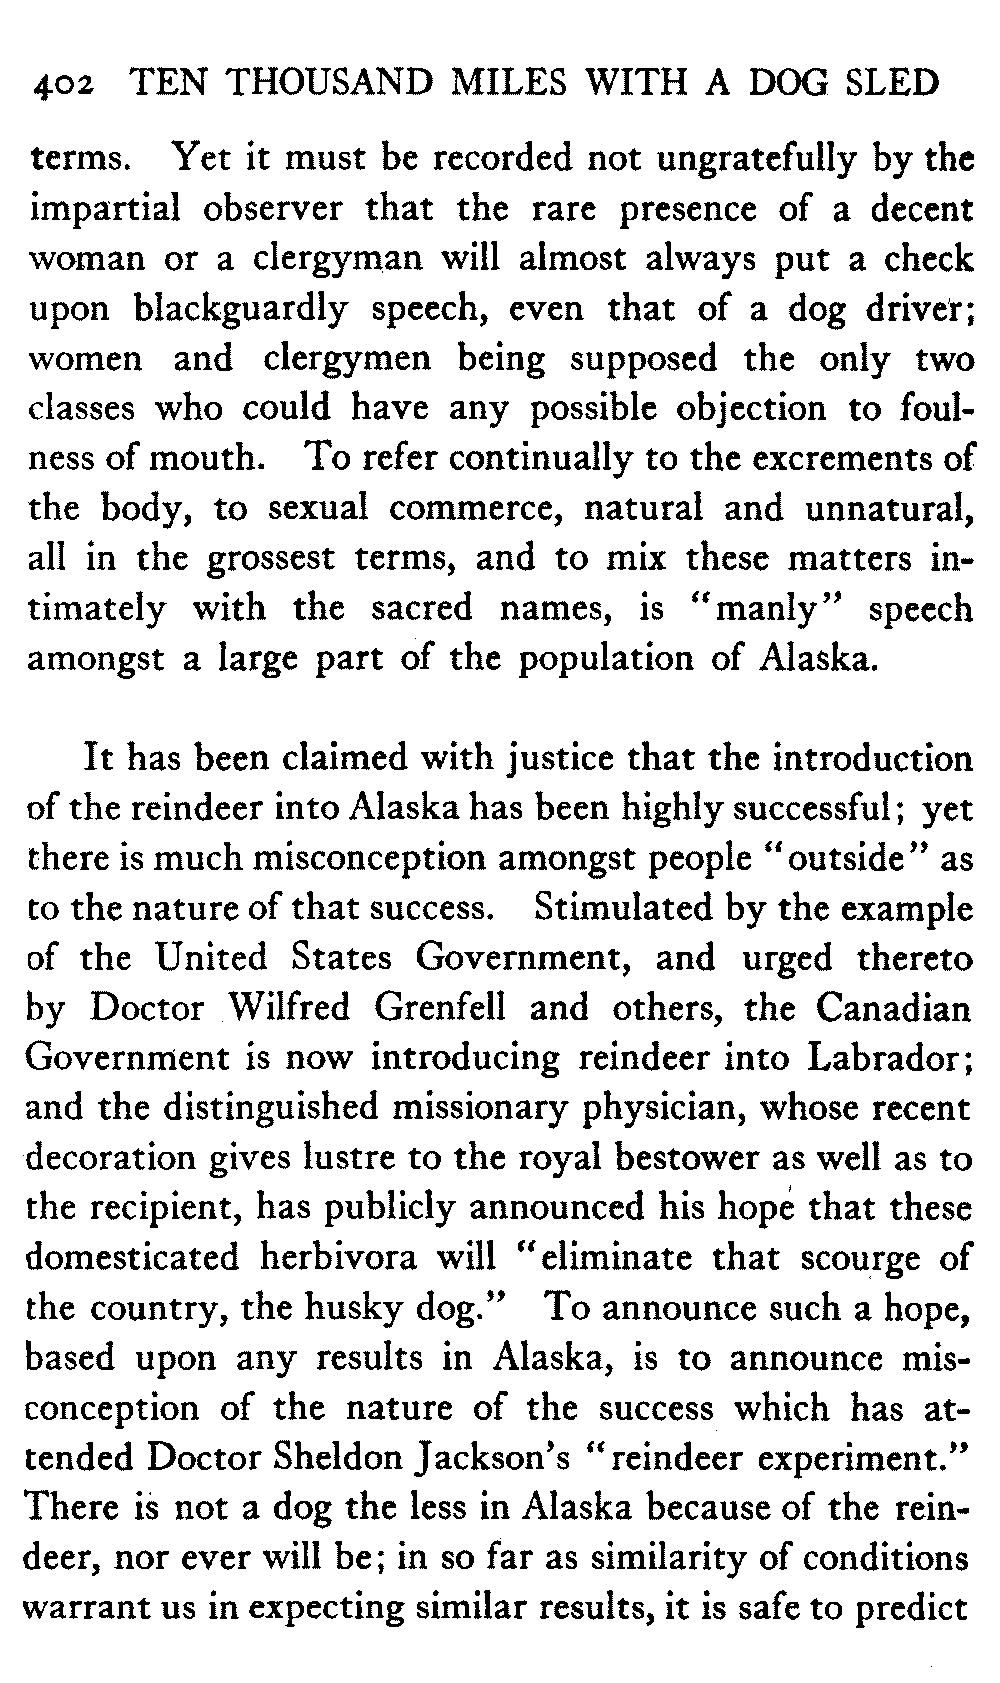 402 TEN THOUSAND MILES WITH A DOG SLED
terms. Yet it must be recorded not ungratefully by the
impartial observer that the rare presence of a decent
woman or a clergyman will almost always put a check
upon blackguardly speech, even that of a dog driver;
women and clergymen being supposed the only two
classes who could have any possible objection to foul-
ness of mouth. To refer continually to the excrements of
the body, to sexual commerce, natural and unnatural,
all in the grossest terms, and to mix these matters in-
timately with the sacred names, is "manly" speech
amongst a large part of the population of Alaska.
It has been claimed with justice that the introduction
of the reindeer into Alaska has been highly successful; yet
there is much misconception amongst people "outside" as
to the nature of that success. Stimulated by the example
of the United States Government, and urged thereto
by Doctor Wilfred Grenfell and others, the Canadian
Government is now introducing reindeer into Labrador;
and the distinguished missionary physician, whose recent
decoration gives lustre to the royal bestower as well as to
the recipient, has publicly announced his hope that these
domesticated herbivora will "eliminate that scourge of
the country, the husky dog." To announce such a hope,
based upon any results in Alaska, is to announce mis-
conception of the nature of the success which has at-
tended Doctor Sheldon Jackson's "reindeer experiment."
There is not a dog the less in Alaska because of the rein-
deer, nor ever will be; in so far as similarity of conditions
warrant us in expecting similar results, it is safe to predict